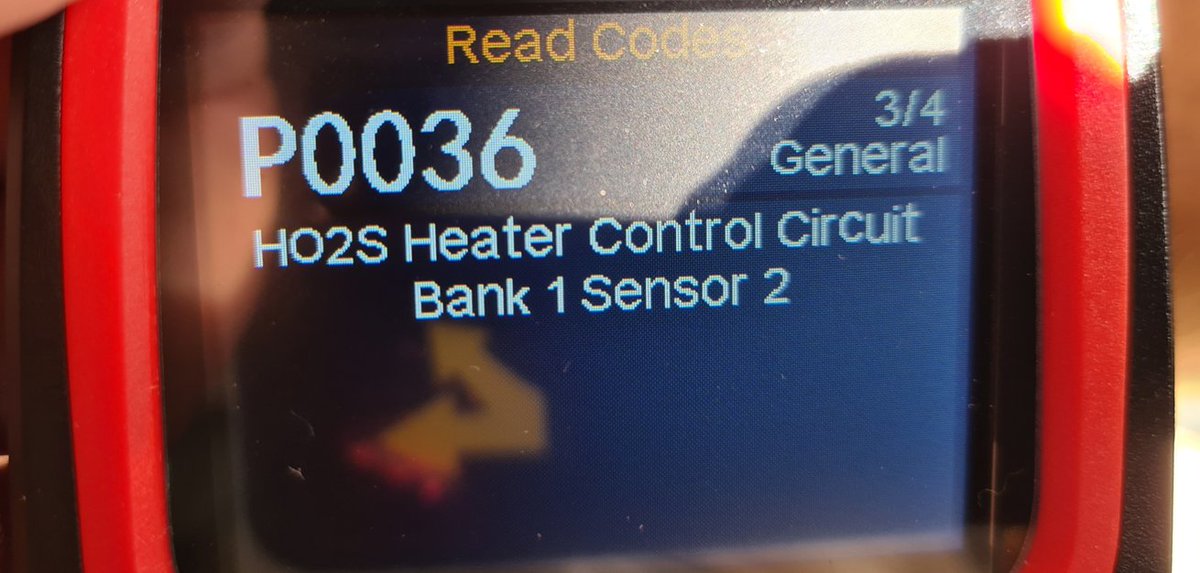 Read Codes
P0036
3/4
General
HO2S Heater Control Circuit
Bank 1 Sensor 2